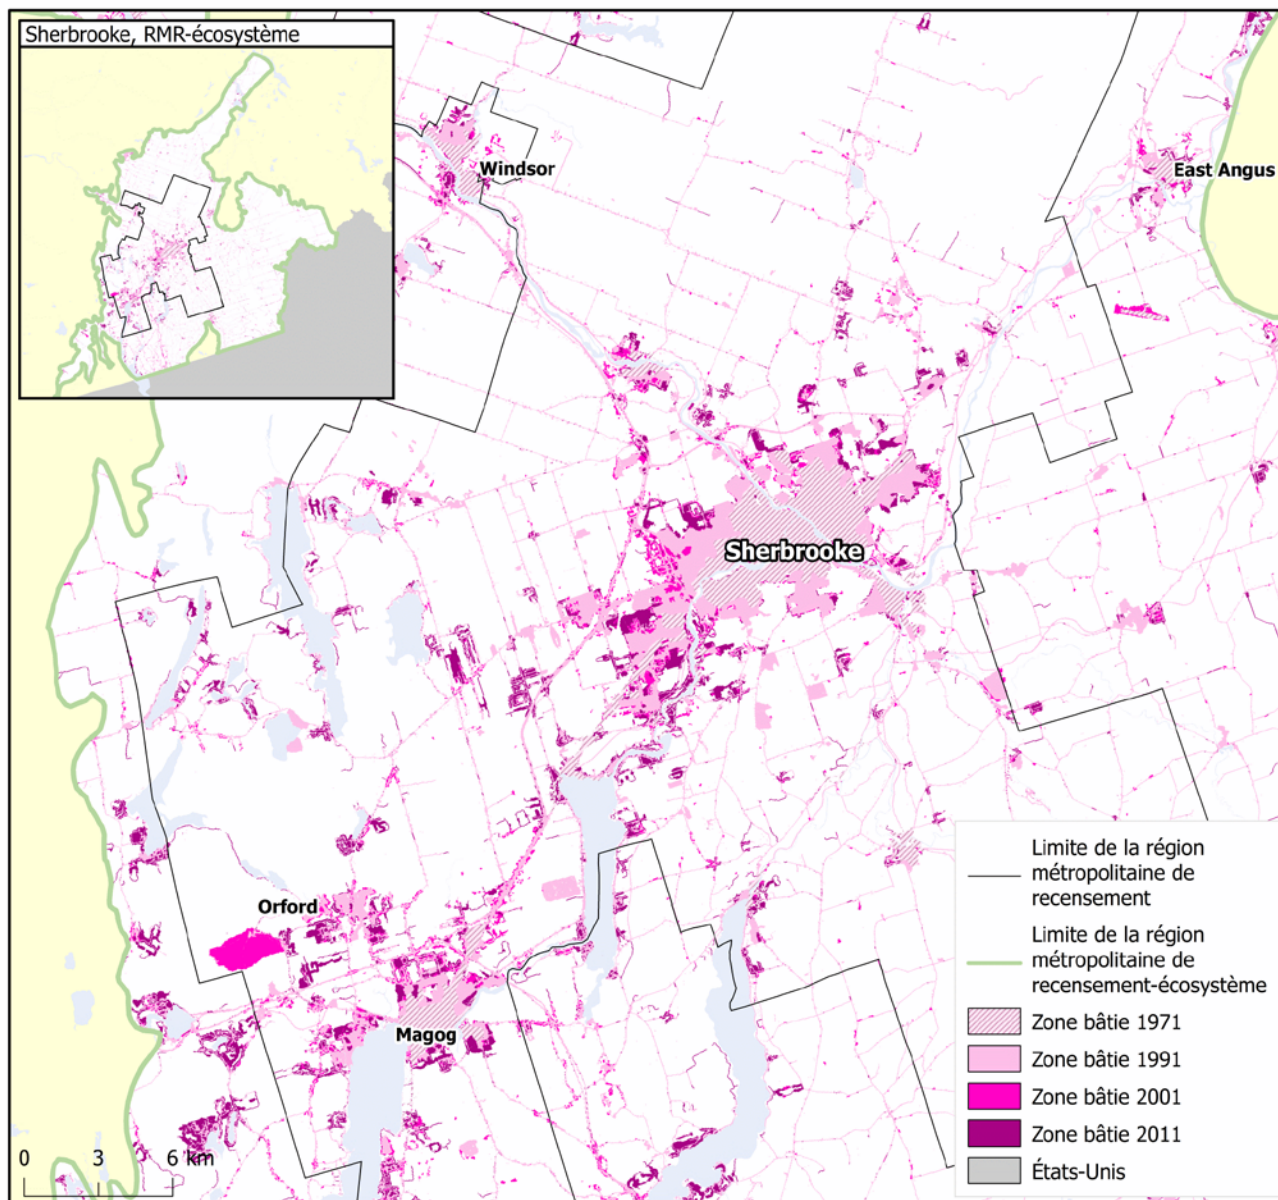 Sherbrooke, RMR-écosystème
Windsor
East Angus
Sherbrooke
Orford
Magog
Limite de la région
métropolitaine de
recensement
Limite de la région
métropolitaine de
recensement-écosystème
Zone bâtie 1971
Zone bâtie 1991
Zone bâtie 2001
Zone bâtie 2011
États-Unis
0 3 6 km